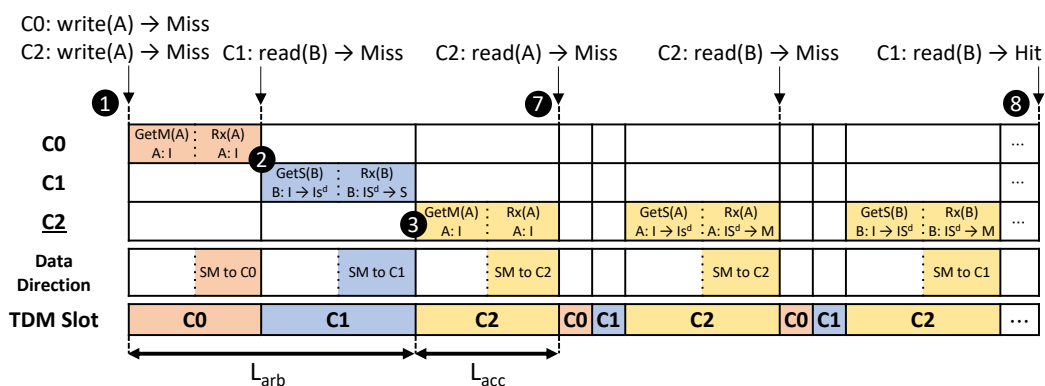 C0: write(A) → Miss
C2: write(A) → Miss C1: read(B) → Miss C2: read(A) → Miss C2: read(B) → Miss C1: read(B) → Hit
1 7 8
C0 GetM(A) Rx(A) ...
A: I A: I
2
C1 GetS(B) Rx(B) ...
B: I → Is^d B: IS^d → S
3
C2 GetM(A) Rx(A) GetS(A) Rx(A) GetS(B) Rx(B) ...
A: I A: I A: I → Is^d A: IS^d → M B: I → IS^d B: IS^d → M
Data
Direction SM to C0 SM to C1 SM to C2 SM to C2 SM to C1
TDM Slot C0 C1 C2 C0 C1 C2 C0 C1 C2 ...
L_arb L_acc